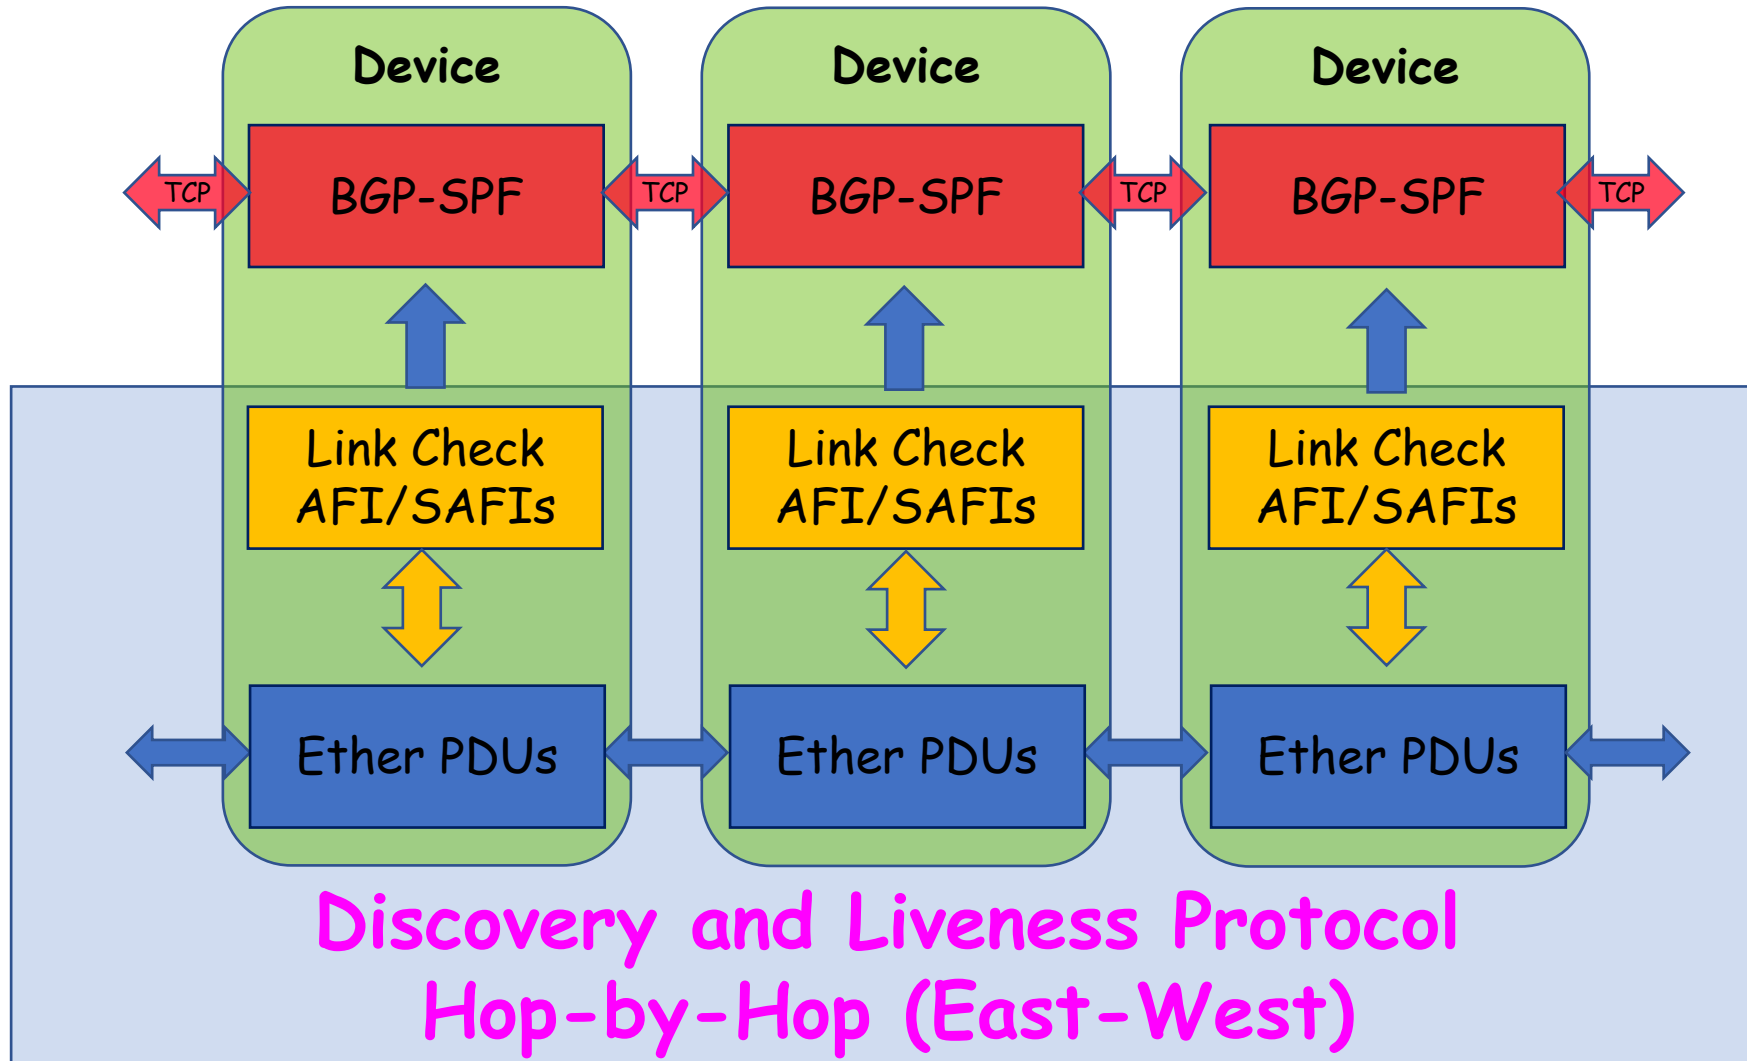 Device
Device
Device
TCP
BGP-SPF
TCP
BGP-SPF
TCP
BGP-SPF
TCP
Link Check
AFI/SAFIs
Link Check
AFI/SAFIs
Link Check
AFI/SAFIs
Ether PDUs
Ether PDUs
Ether PDUs
Discovery and Liveness Protocol
Hop-by-Hop (East-West)